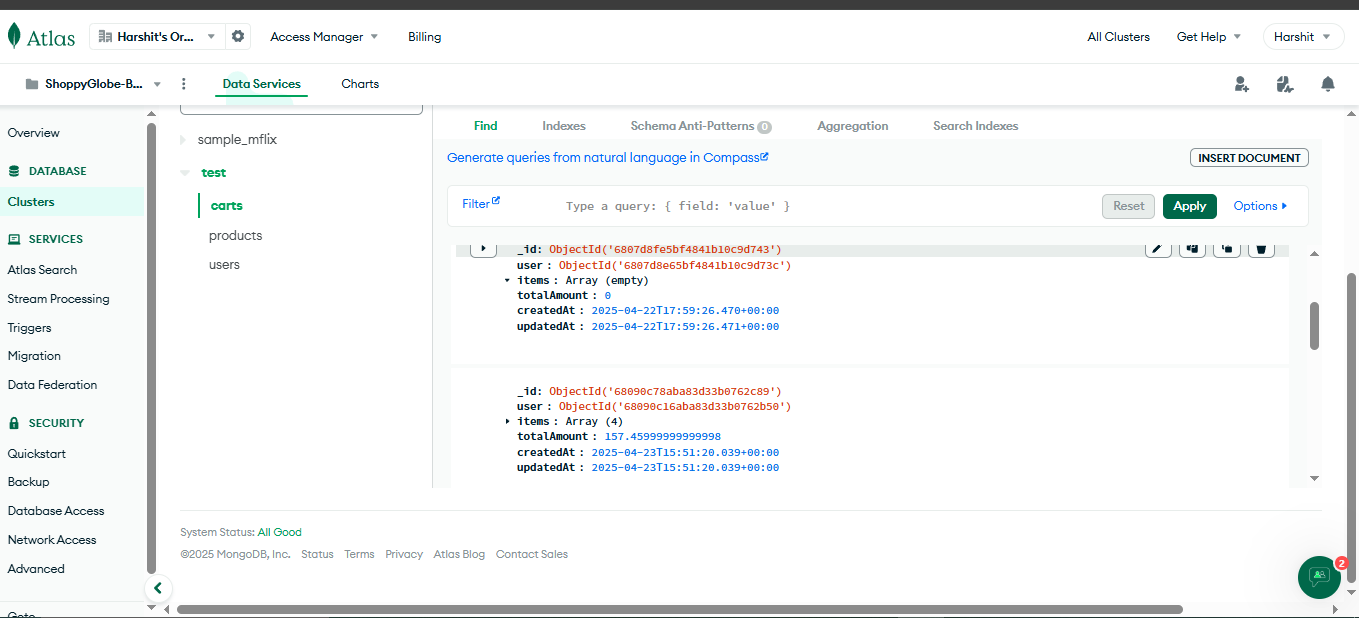 Atlas Harshit's Or... Access Manager Billing All Clusters Get Help Harshit
ShoppyGlobe-B... Data Services Charts
Overview
DATABASE
Clusters
SERVICES
Atlas Search
Stream Processing
Triggers
Migration
Data Federation
SECURITY
Quickstart
Backup
Database Access
Network Access
Advanced
Goto
sample_mflix
test
carts
products
users
Find Indexes Schema Anti-Patterns 0 Aggregation Search Indexes
Generate queries from natural language in Compass INSERT DOCUMENT
Filter Type a query: { field: 'value' } Reset Apply Options
_id: ObjectId('6807d8fe5bf4841b10c9d743')
user : ObjectId('6807d8e65bf4841b10c9d73c')
items : Array (empty)
totalAmount : 0
createdAt : 2025-04-22T17:59:26.470+00:00
updatedAt : 2025-04-22T17:59:26.471+00:00
_id: ObjectId('68090c78aba83d33b0762c89')
user : ObjectId('68090c16aba83d33b0762b50')
items : Array (4)
totalAmount : 157.45999999999998
createdAt : 2025-04-23T15:51:20.039+00:00
updatedAt : 2025-04-23T15:51:20.039+00:00
System Status: All Good
©2025 MongoDB, Inc. Status Terms Privacy Atlas Blog Contact Sales
2